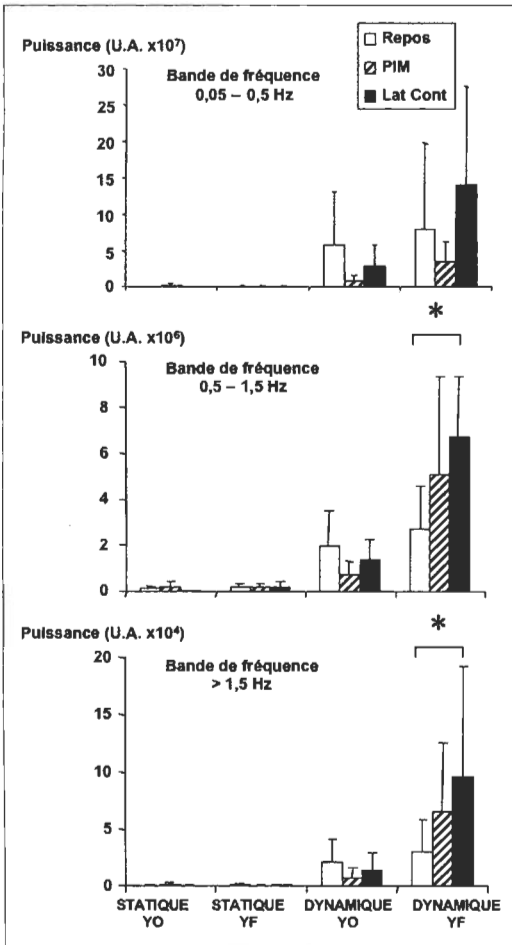 Puissance (U.A. x10⁷)
Repos
PIM
Lat Cont
Bande de fréquence
0,05 – 0,5 Hz
30
25
20
15
10
5
0
*
Puissance (U.A. x10⁶)
Bande de fréquence
0,5 – 1,5 Hz
10
8
6
4
2
0
*
Puissance (U.A. x10⁴)
Bande de fréquence
> 1,5 Hz
20
15
10
5
0
STATIQUE STATIQUE DYNAMIQUE DYNAMIQUE
YO YF YO YF